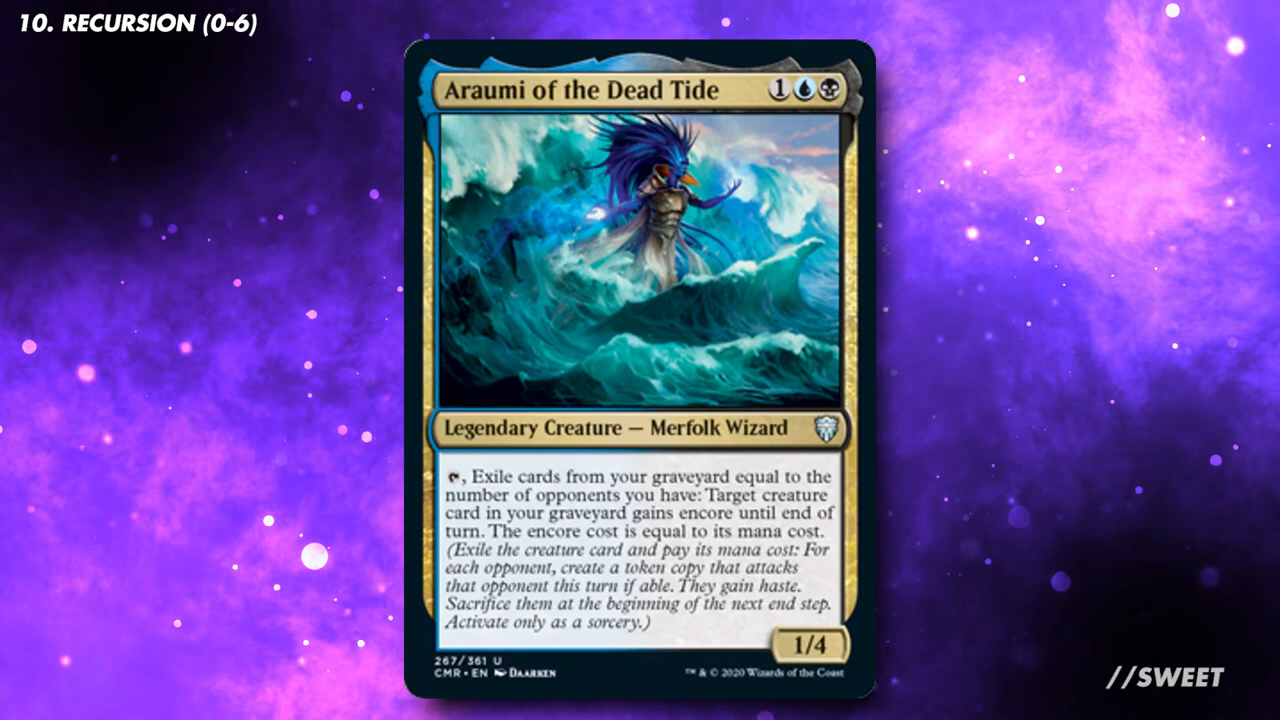 10. RECURSION (0-6)
Araumi of the Dead Tide 1
Legendary Creature — Merfolk Wizard
, Exile cards from your graveyard equal to the
number of opponents you have: Target creature
card in your graveyard gains encore until end of
turn. The encore cost is equal to its mana cost.
(Exile the creature card and pay its mana cost: For
each opponent, create a token copy that attacks
that opponent this turn if able. They gain haste.
Sacrifice them at the beginning of the next end step.
Activate only as a sorcery.)
1/4
267/361 U
CMR • EN DAARKEN
™ & © 2020 Wizards of the Coast
//SWEET